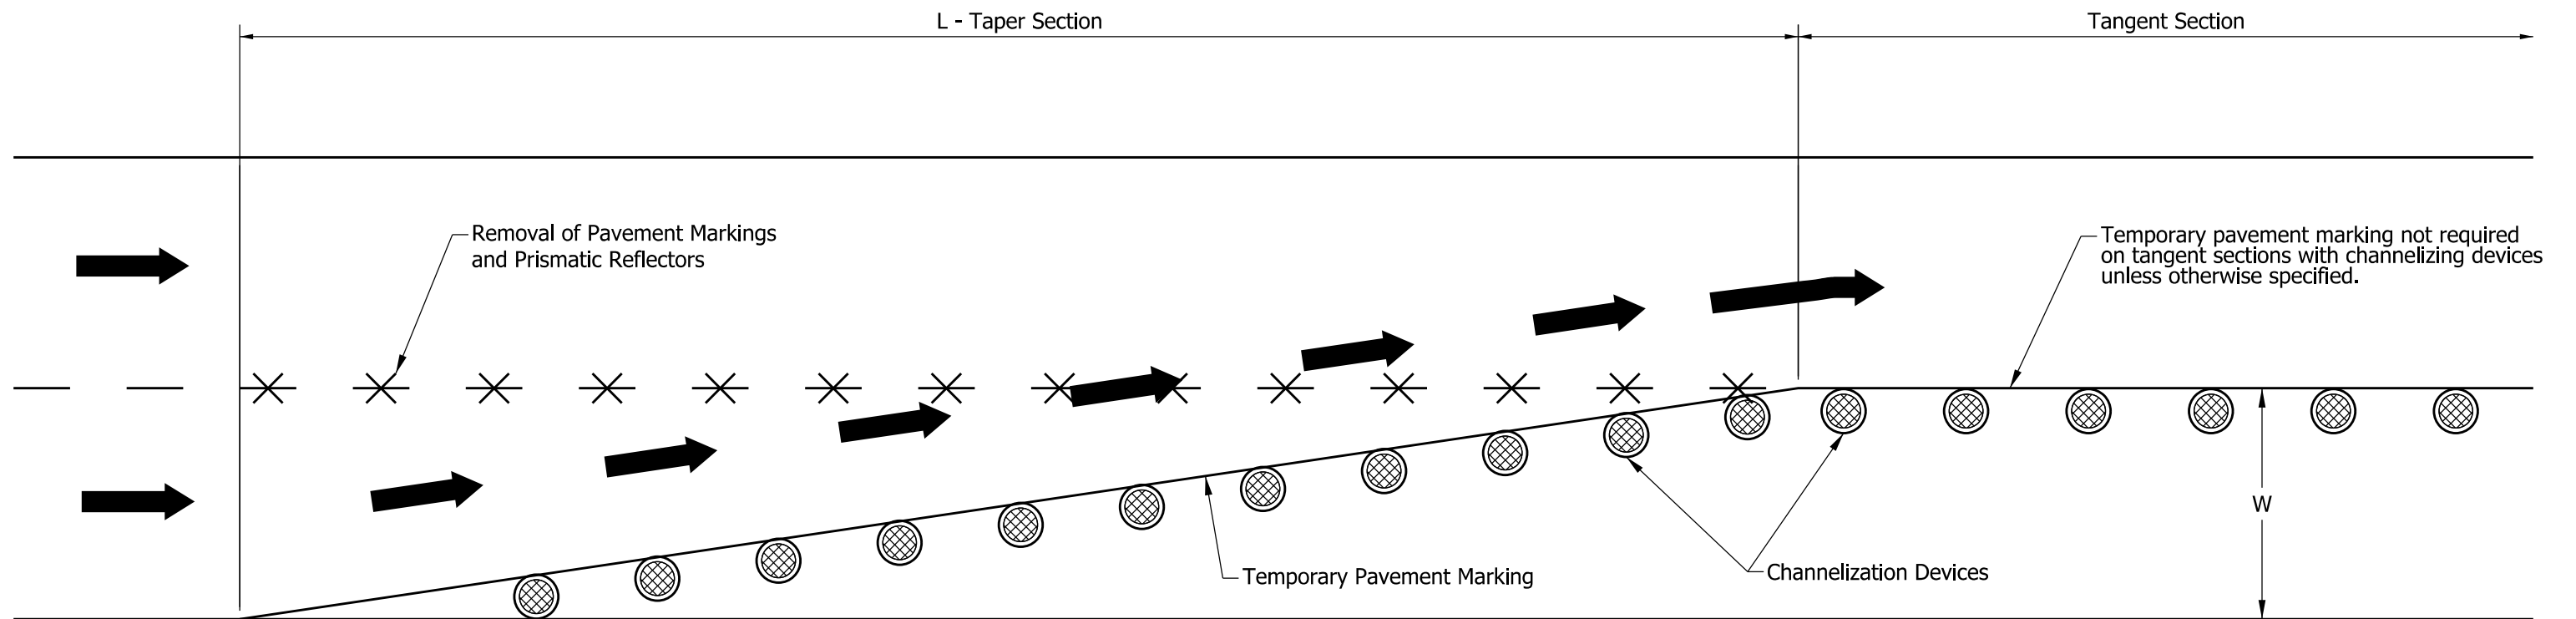 L - Taper Section
Tangent Section
Removal of Pavement Markings
and Prismatic Reflectors
Temporary pavement marking not required
on tangent sections with channelizing devices
unless otherwise specified.
W
Temporary Pavement Marking
Channelization Devices